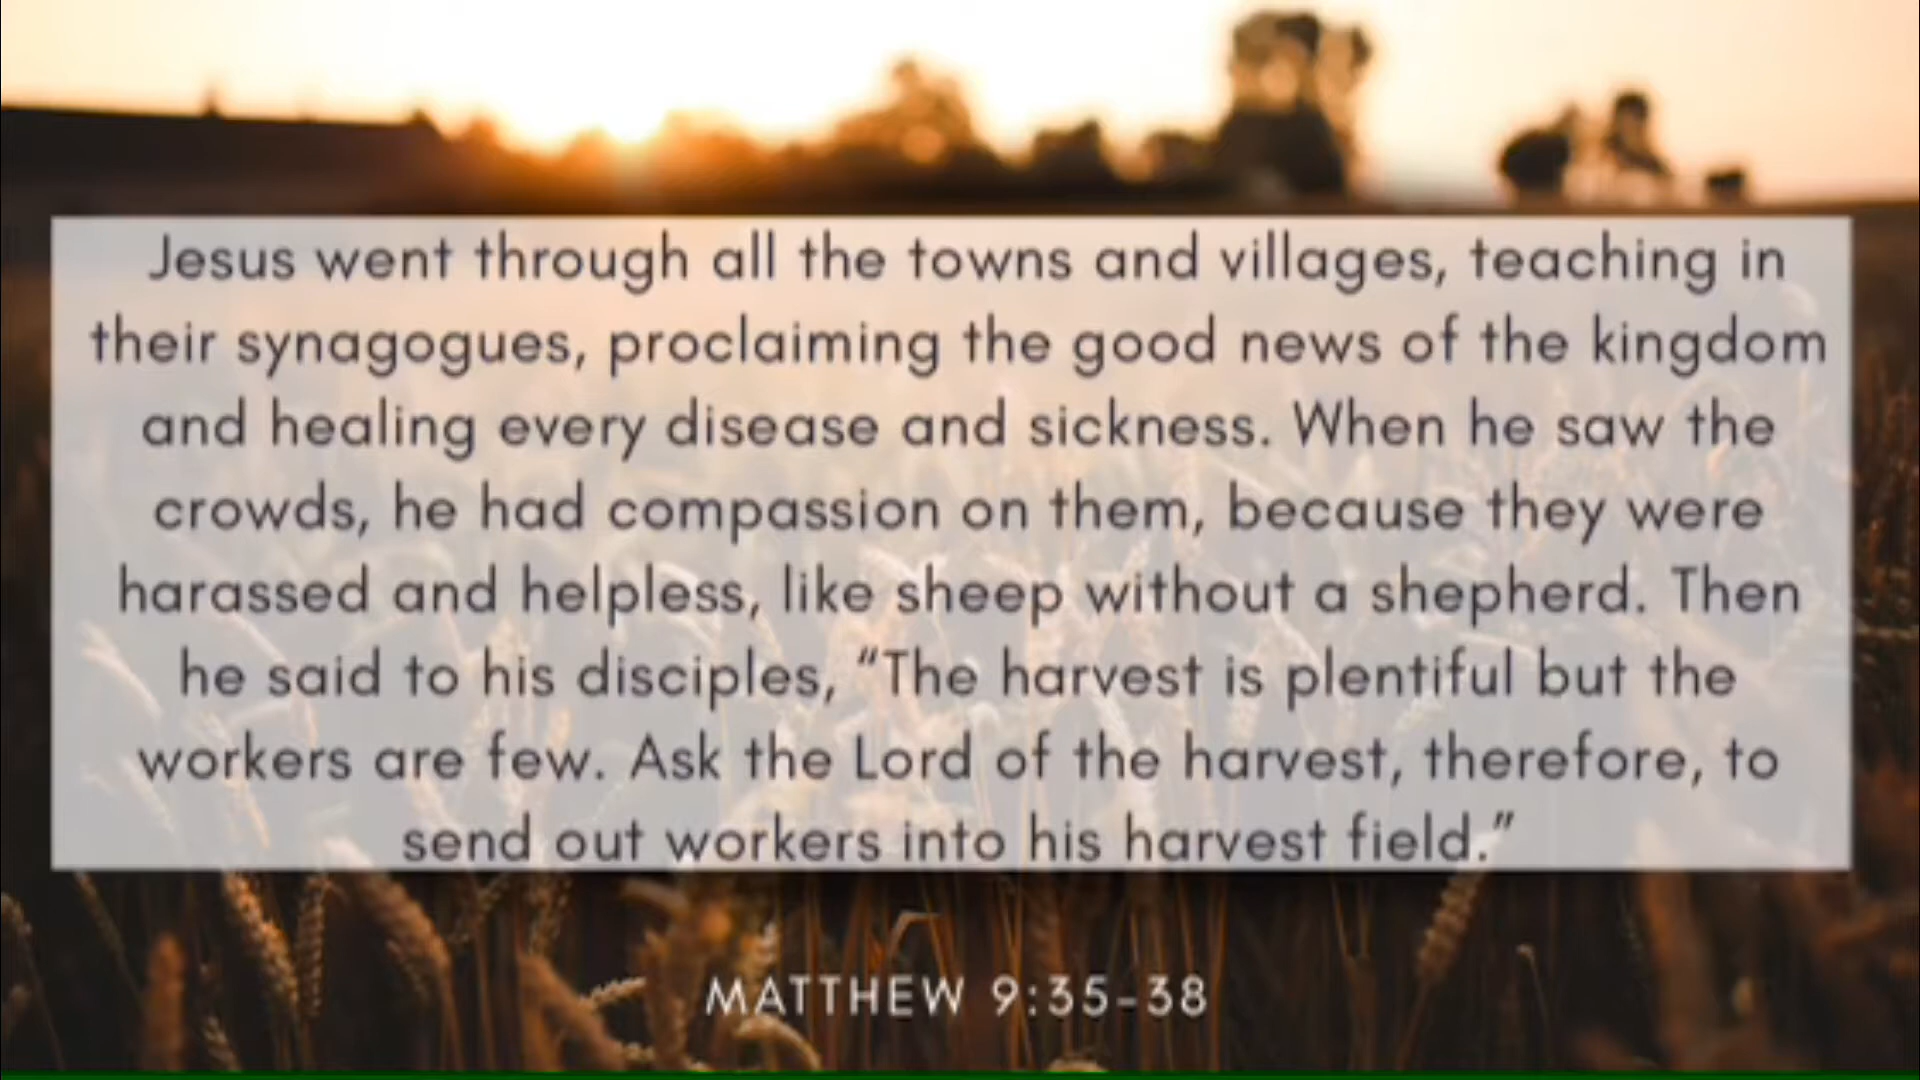 Jesus went through all the towns and villages, teaching in
their synagogues, proclaiming the good news of the kingdom
and healing every disease and sickness. When he saw the
crowds, he had compassion on them, because they were
harassed and helpless, like sheep without a shepherd. Then
he said to his disciples, “The harvest is plentiful but the
workers are few. Ask the Lord of the harvest, therefore, to
send out workers into his harvest field.”
MATTHEW 9:35-38